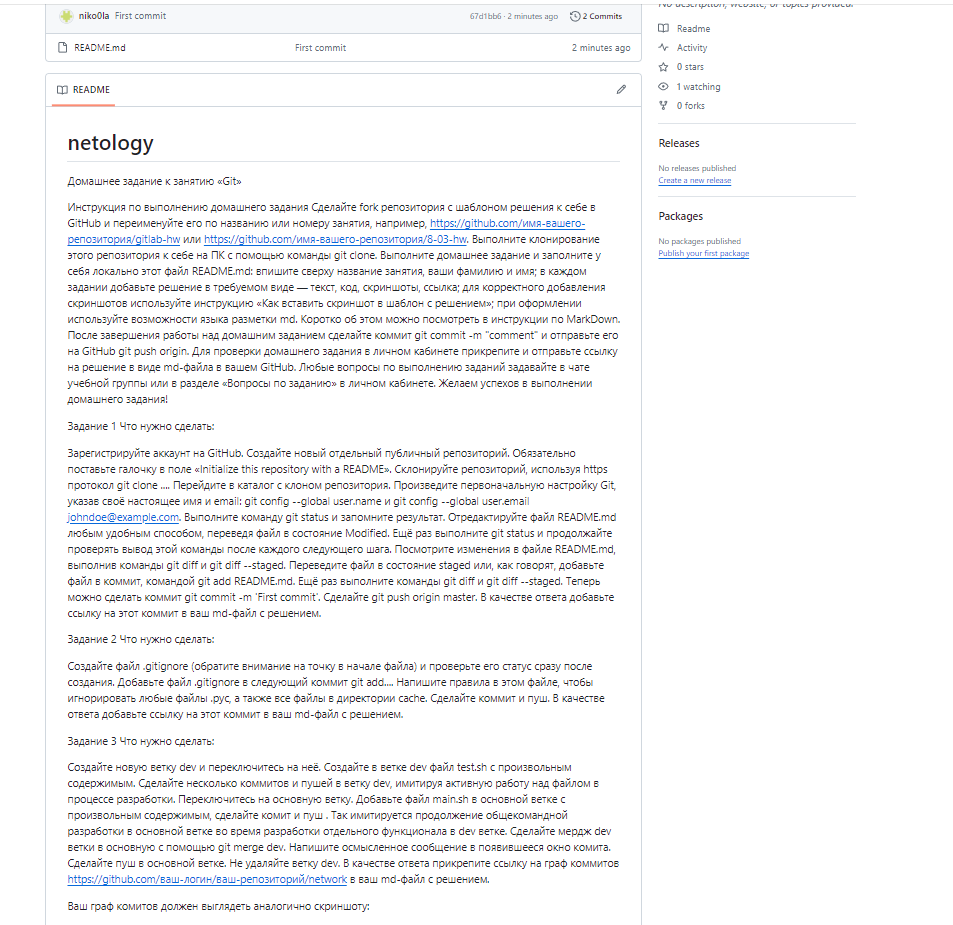 No description, website, or topics provided.
niko0la First commit 67d1bb6 · 2 minutes ago 2 Commits
README.md First commit 2 minutes ago
Readme
Activity
0 stars
1 watching
0 forks
README
Releases
No releases published
Create a new release
Packages
No packages published
Publish your first package
netology
Домашнее задание к занятию «Git»
Инструкция по выполнению домашнего задания Сделайте fork репозитория с шаблоном решения к себе в
GitHub и переименуйте его по названию или номеру занятия, например, https://github.com/имя-вашего-
репозитория/gitlab-hw или https://github.com/имя-вашего-репозитория/8-03-hw. Выполните клонирование
этого репозитория к себе на ПК с помощью команды git clone. Выполните домашнее задание и заполните у
себя локально этот файл README.md: впишите сверху название занятия, ваши фамилию и имя; в каждом
задании добавьте решение в требуемом виде — текст, код, скриншоты, ссылка; для корректного добавления
скриншотов используйте инструкцию «Как вставить скриншот в шаблон с решением»; при оформлении
используйте возможности языка разметки md. Коротко об этом можно посмотреть в инструкции по MarkDown.
После завершения работы над домашним заданием сделайте коммит git commit -m "comment" и отправьте его
на GitHub git push origin. Для проверки домашнего задания в личном кабинете прикрепите и отправьте ссылку
на решение в виде md-файла в вашем GitHub. Любые вопросы по выполнению заданий задавайте в чате
учебной группы или в разделе «Вопросы по заданию» в личном кабинете. Желаем успехов в выполнении
домашнего задания!
Задание 1 Что нужно сделать:
Зарегистрируйте аккаунт на GitHub. Создайте новый отдельный публичный репозиторий. Обязательно
поставьте галочку в поле «Initialize this repository with a README». Склонируйте репозиторий, используя https
протокол git clone .... Перейдите в каталог с клоном репозитория. Произведите первоначальную настройку Git,
указав своё настоящее имя и email: git config --global user.name и git config --global user.email
johndoe@example.com. Выполните команду git status и запомните результат. Отредактируйте файл README.md
любым удобным способом, переведя файл в состояние Modified. Ещё раз выполните git status и продолжайте
проверять вывод этой команды после каждого следующего шага. Посмотрите изменения в файле README.md,
выполнив команды git diff и git diff --staged. Переведите файл в состояние staged или, как говорят, добавьте
файл в коммит, командой git add README.md. Ещё раз выполните команды git diff и git diff --staged. Теперь
можно сделать коммит git commit -m 'First commit'. Сделайте git push origin master. В качестве ответа добавьте
ссылку на этот коммит в ваш md-файл с решением.
Задание 2 Что нужно сделать:
Создайте файл .gitignore (обратите внимание на точку в начале файла) и проверьте его статус сразу после
создания. Добавьте файл .gitignore в следующий коммит git add.... Напишите правила в этом файле, чтобы
игнорировать любые файлы .pyc, а также все файлы в директории cache. Сделайте коммит и пуш. В качестве
ответа добавьте ссылку на этот коммит в ваш md-файл с решением.
Задание 3 Что нужно сделать:
Создайте новую ветку dev и переключитесь на неё. Создайте в ветке dev файл test.sh с произвольным
содержимым. Сделайте несколько коммитов и пушей в ветку dev, имитируя активную работу над файлом в
процессе разработки. Переключитесь на основную ветку. Добавьте файл main.sh в основной ветке с
произвольным содержимым, сделайте комит и пуш . Так имитируется продолжение общекомандной
разработки в основной ветке во время разработки отдельного функционала в dev ветке. Сделайте мердж dev
ветки в основную с помощью git merge dev. Напишите осмысленное сообщение в появившееся окно комита.
Сделайте пуш в основной ветке. Не удаляйте ветку dev. В качестве ответа прикрепите ссылку на граф коммитов
https://github.com/ваш-логин/ваш-репозиторий/network в ваш md-файл с решением.
Ваш граф комитов должен выглядеть аналогично скриншоту: